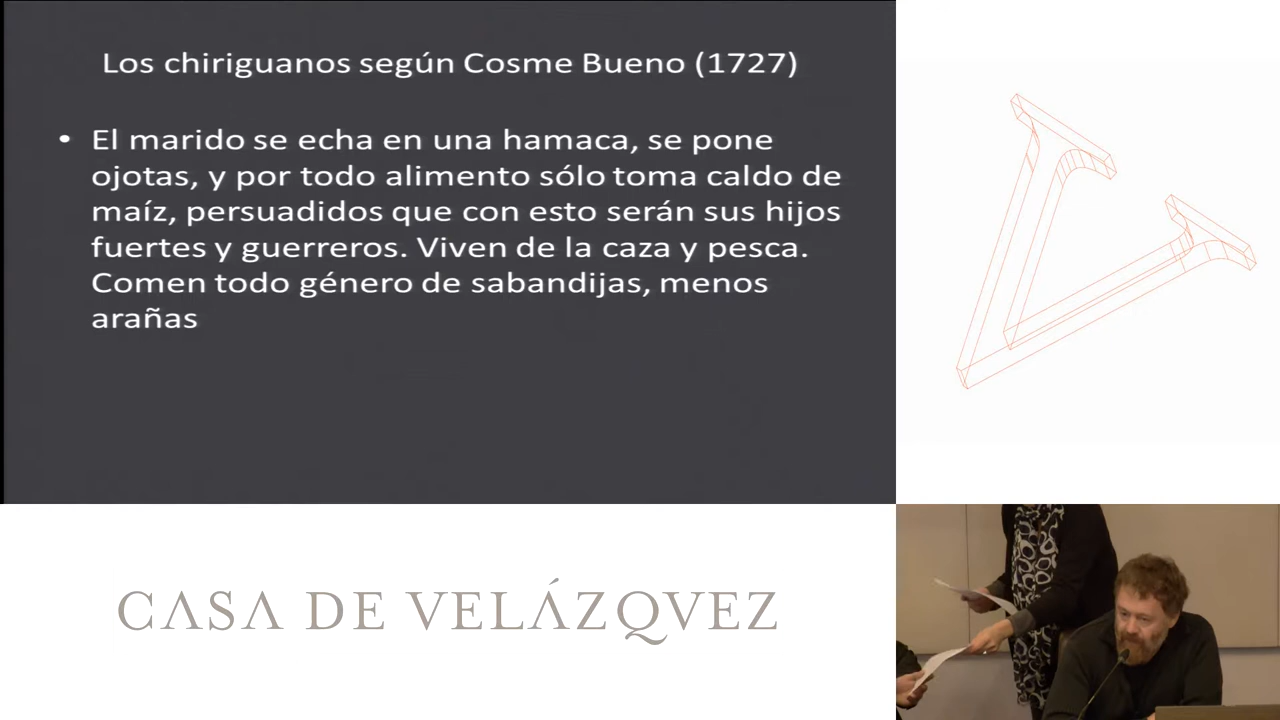 Los chiriguanos según Cosme Bueno (1727)
• El marido se echa en una hamaca, se pone
ojotas, y por todo alimento sólo toma caldo de
maíz, persuadidos que con esto serán sus hijos
fuertes y guerreros. Viven de la caza y pesca.
Comen todo género de sabandijas, menos
arañas
CASA DE VELÁZQVEZ